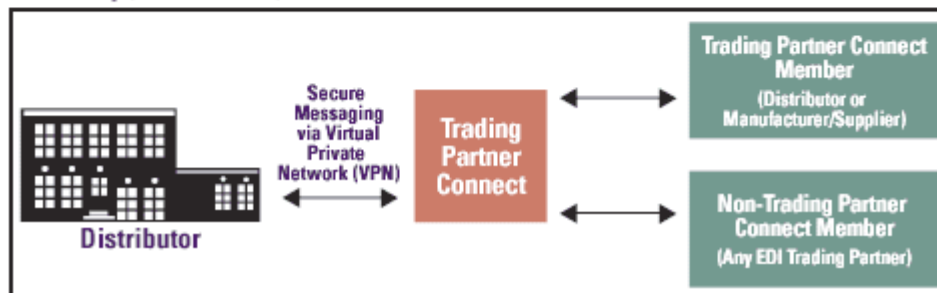 Secure
Messaging
via Virtual
Private
Network (VPN)
Distributor
Trading
Partner
Connect
Trading Partner Connect
Member
(Distributor or
Manufacturer/Supplier)
Non-Trading Partner
Connect Member
(Any EDI Trading Partner)